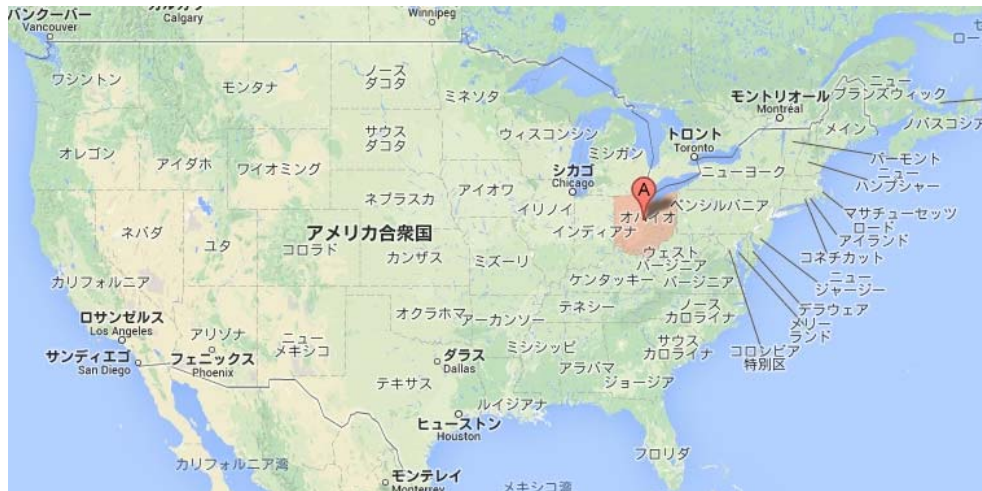 バンクーバー
Vancouver
Calgary
Winnipeg
ワシントン
モンタナ
ノース
ダコタ
ミネソタ
モントリオール
Montréal
ニュー
ブランズウィック
オレゴン
アイダホ
ワイオミング
サウス
ダコタ
ウィスコンシン
ミシガン
トロント
Toronto
メイン
ノバスコシア
バーモント
ニュー
ハンプシャー
ネブラスカ
アイオワ
シカゴ
Chicago
ニューヨーク
A
マサチューセッツ
ロード
アイランド
コネチカット
ネバダ
ユタ
コロラド
アメリカ合衆国
カンザス
ミズーリ
イリノイ
インディアナ
オハイオ
ペンシルバニア
ウェスト
バージニア
ケンタッキー
バージニア
ニュー
ジャージー
デラウェア
メリー
ランド
コロンビア
特別区
カリフォルニア
ロサンゼルス
Los Angeles
アリゾナ
ニュー
メキシコ
オクラホマ
アーカンソー
テネシー
ノース
カロライナ
サンディエゴ
San Diego
フェニックス
Phoenix
ダラス
Dallas
ミシシッピ
アラバマ
サウス
カロライナ
ジョージア
テキサス
ルイジアナ
ヒューストン
Houston
フロリダ
カリフォルニア湾
モンテレイ
Monterrey
メキシコ湾